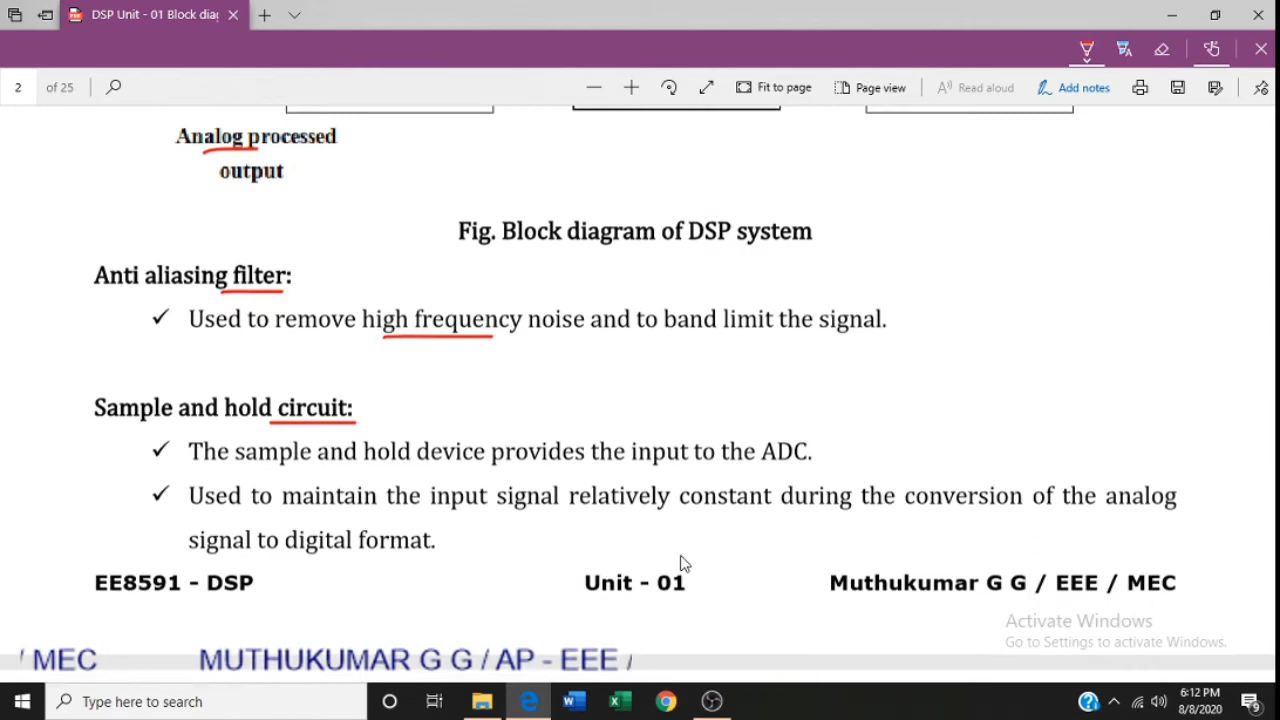 DSP Unit - 01 Block diag
2 of 25
Fit to page
Page view
Read aloud
Add notes
Analog processed
output
Fig. Block diagram of DSP system
Anti aliasing filter:
✓ Used to remove high frequency noise and to band limit the signal.
Sample and hold circuit:
✓ The sample and hold device provides the input to the ADC.
✓ Used to maintain the input signal relatively constant during the conversion of the analog
signal to digital format.
EE8591 - DSP Unit - 01 Muthukumar G G / EEE / MEC
Activate Windows
Go to Settings to activate Windows.
/ MEC MUTHUKUMAR G G / AP - EEE /
Type here to search
6:12 PM
8/8/2020
9